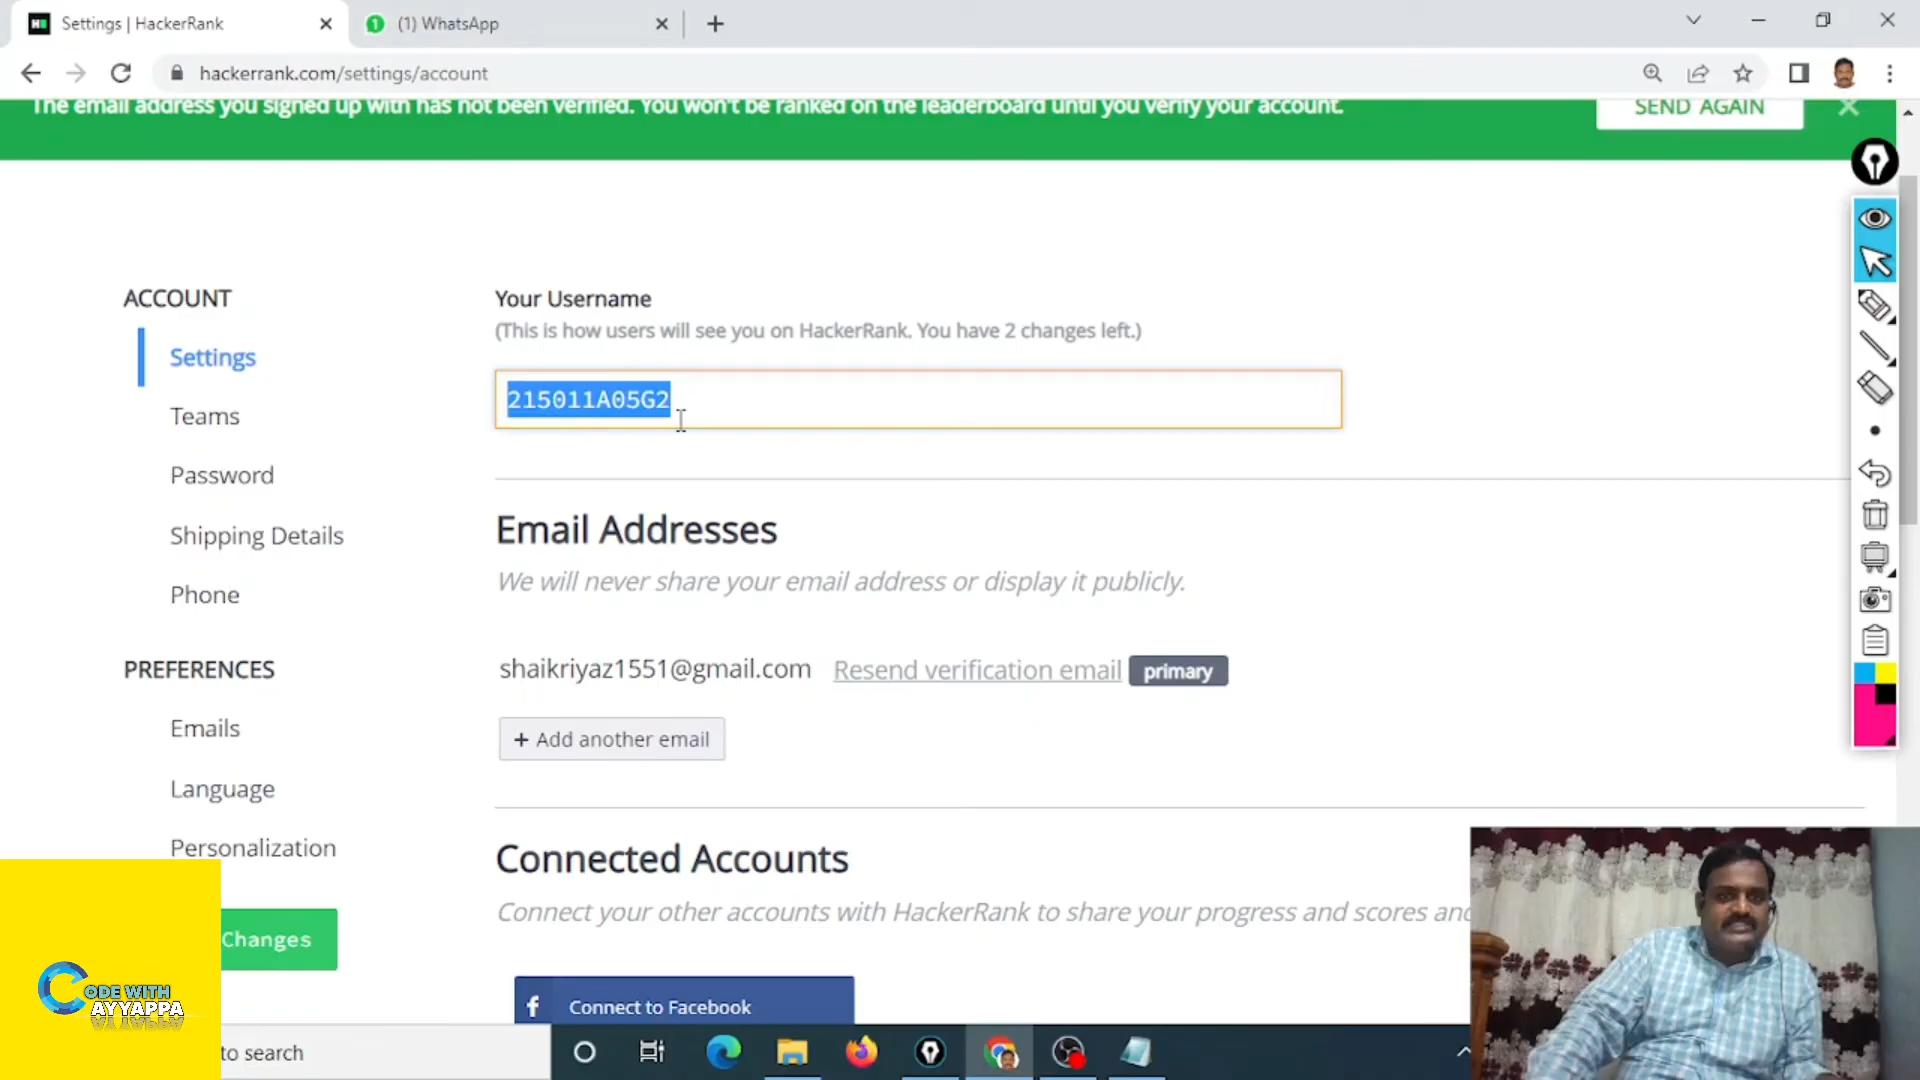 Settings | HackerRank
1
(1) WhatsApp
hackerrank.com/settings/account
The email address you signed up with has not been verified. You won't be ranked on the leaderboard until you verify your account.
SEND AGAIN
ACCOUNT
Settings
Teams
Password
Shipping Details
Phone
PREFERENCES
Emails
Language
Personalization
Changes
Your Username
(This is how users will see you on HackerRank. You have 2 changes left.)
215011A05G2
Email Addresses
We will never share your email address or display it publicly.
shaikriyaz1551@gmail.com Resend verification email primary
+ Add another email
Connected Accounts
Connect your other accounts with HackerRank to share your progress and scores and
f Connect to Facebook
CODE WITH
AYYAPPA
to search